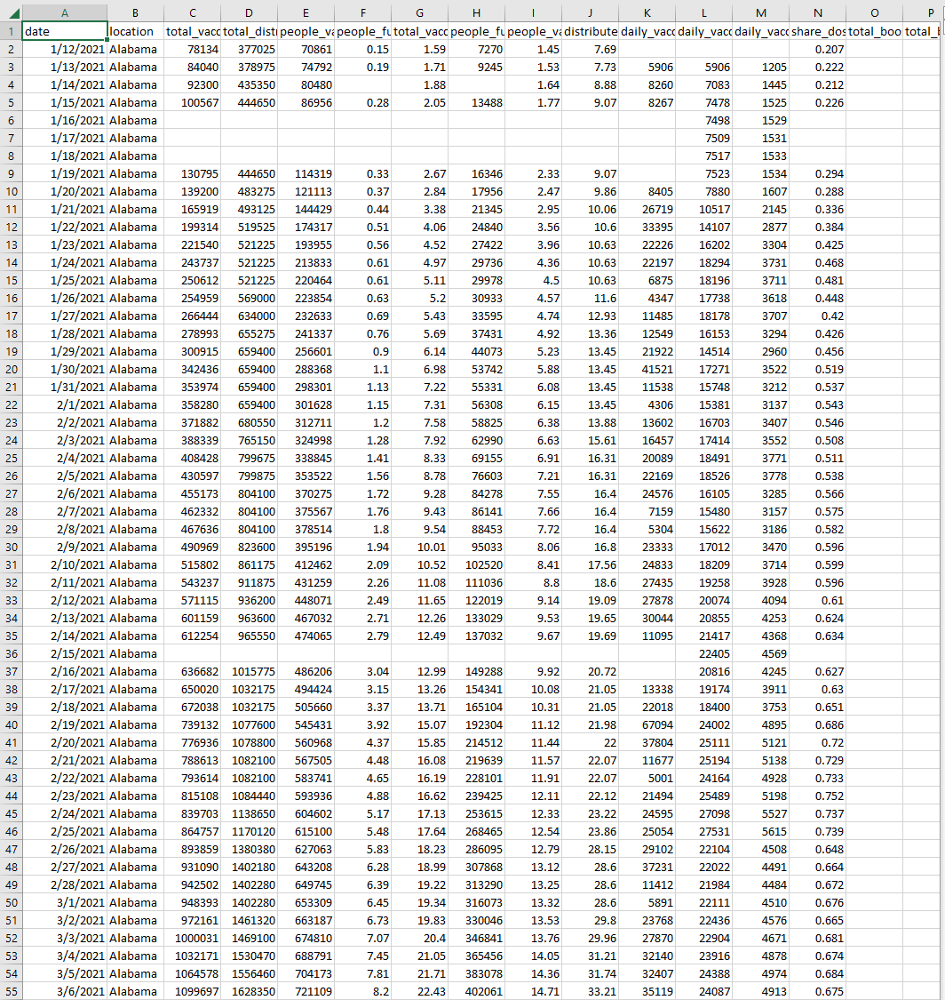 A B C D E F G H I J K L M N O P
1 date location total_vacc total_distr people_va people_fu total_vacc people_fu people_va distribute daily_vacc daily_vacc daily_vacc share_dos total_boo total_b
2 1/12/2021 Alabama 78134 377025 70861 0.15 1.59 7270 1.45 7.69 0.207
3 1/13/2021 Alabama 84040 378975 74792 0.19 1.71 9245 1.53 7.73 5906 5906 1205 0.222
4 1/14/2021 Alabama 92300 435350 80480 1.88 1.64 8.88 8260 7083 1445 0.212
5 1/15/2021 Alabama 100567 444650 86956 0.28 2.05 13488 1.77 9.07 8267 7478 1525 0.226
6 1/16/2021 Alabama 7498 1529
7 1/17/2021 Alabama 7509 1531
8 1/18/2021 Alabama 7517 1533
9 1/19/2021 Alabama 130795 444650 114319 0.33 2.67 16346 2.33 9.07 7523 1534 0.294
10 1/20/2021 Alabama 139200 483275 121113 0.37 2.84 17956 2.47 9.86 8405 7880 1607 0.288
11 1/21/2021 Alabama 165919 493125 144429 0.44 3.38 21345 2.95 10.06 26719 10517 2145 0.336
12 1/22/2021 Alabama 199314 519525 174317 0.51 4.06 24840 3.56 10.6 33395 14107 2877 0.384
13 1/23/2021 Alabama 221540 521225 193955 0.56 4.52 27422 3.96 10.63 22226 16202 3304 0.425
14 1/24/2021 Alabama 243737 521225 213833 0.61 4.97 29736 4.36 10.63 22197 18294 3731 0.468
15 1/25/2021 Alabama 250612 521225 220464 0.61 5.11 29978 4.5 10.63 6875 18196 3711 0.481
16 1/26/2021 Alabama 254959 569000 223854 0.63 5.2 30933 4.57 11.6 4347 17738 3618 0.448
17 1/27/2021 Alabama 266444 634000 232633 0.69 5.43 33595 4.74 12.93 11485 18178 3707 0.42
18 1/28/2021 Alabama 278993 655275 241337 0.76 5.69 37431 4.92 13.36 12549 16153 3294 0.426
19 1/29/2021 Alabama 300915 659400 256601 0.9 6.14 44073 5.23 13.45 21922 14514 2960 0.456
20 1/30/2021 Alabama 342436 659400 288368 1.1 6.98 53742 5.88 13.45 41521 17271 3522 0.519
21 1/31/2021 Alabama 353974 659400 298301 1.13 7.22 55331 6.08 13.45 11538 15748 3212 0.537
22 2/1/2021 Alabama 358280 659400 301628 1.15 7.31 56308 6.15 13.45 4306 15381 3137 0.543
23 2/2/2021 Alabama 371882 680550 312711 1.2 7.58 58825 6.38 13.88 13602 16703 3407 0.546
24 2/3/2021 Alabama 388339 765150 324998 1.28 7.92 62990 6.63 15.61 16457 17414 3552 0.508
25 2/4/2021 Alabama 408428 799675 338845 1.41 8.33 69155 6.91 16.31 20089 18491 3771 0.511
26 2/5/2021 Alabama 430597 799875 353522 1.56 8.78 76603 7.21 16.31 22169 18526 3778 0.538
27 2/6/2021 Alabama 455173 804100 370275 1.72 9.28 84278 7.55 16.4 24576 16105 3285 0.566
28 2/7/2021 Alabama 462332 804100 375567 1.76 9.43 86141 7.66 16.4 7159 15480 3157 0.575
29 2/8/2021 Alabama 467636 804100 378514 1.8 9.54 88453 7.72 16.4 5304 15622 3186 0.582
30 2/9/2021 Alabama 490969 823600 395196 1.94 10.01 95033 8.06 16.8 23333 17012 3470 0.596
31 2/10/2021 Alabama 515802 861175 412462 2.09 10.52 102520 8.41 17.56 24833 18209 3714 0.599
32 2/11/2021 Alabama 543237 911875 431259 2.26 11.08 111036 8.8 18.6 27435 19258 3928 0.596
33 2/12/2021 Alabama 571115 936200 448071 2.49 11.65 122019 9.14 19.09 27878 20074 4094 0.61
34 2/13/2021 Alabama 601159 963600 467032 2.71 12.26 133029 9.53 19.65 30044 20855 4253 0.624
35 2/14/2021 Alabama 612254 965550 474065 2.79 12.49 137032 9.67 19.69 11095 21417 4368 0.634
36 2/15/2021 Alabama 22405 4569
37 2/16/2021 Alabama 636682 1015775 486206 3.04 12.99 149288 9.92 20.72 20816 4245 0.627
38 2/17/2021 Alabama 650020 1032175 494424 3.15 13.26 154341 10.08 21.05 13338 19174 3911 0.63
39 2/18/2021 Alabama 672038 1032175 505660 3.37 13.71 165104 10.31 21.05 22018 18400 3753 0.651
40 2/19/2021 Alabama 739132 1077600 545431 3.92 15.07 192304 11.12 21.98 67094 24002 4895 0.686
41 2/20/2021 Alabama 776936 1078800 560968 4.37 15.85 214512 11.44 22 37804 25111 5121 0.72
42 2/21/2021 Alabama 788613 1082100 567505 4.48 16.08 219639 11.57 22.07 11677 25194 5138 0.729
43 2/22/2021 Alabama 793614 1082100 583741 4.65 16.19 228101 11.91 22.07 5001 24164 4928 0.733
44 2/23/2021 Alabama 815108 1084440 593936 4.88 16.62 239425 12.11 22.12 21494 25489 5198 0.752
45 2/24/2021 Alabama 839703 1138650 604602 5.17 17.13 253615 12.33 23.22 24595 27098 5527 0.737
46 2/25/2021 Alabama 864757 1170120 615100 5.48 17.64 268465 12.54 23.86 25054 27531 5615 0.739
47 2/26/2021 Alabama 893859 1380380 627063 5.83 18.23 286095 12.79 28.15 29102 22104 4508 0.648
48 2/27/2021 Alabama 931090 1402180 643208 6.28 18.99 307868 13.12 28.6 37231 22022 4491 0.664
49 2/28/2021 Alabama 942502 1402280 649745 6.39 19.22 313290 13.25 28.6 11412 21984 4484 0.672
50 3/1/2021 Alabama 948393 1402280 653309 6.45 19.34 316073 13.32 28.6 5891 22111 4510 0.676
51 3/2/2021 Alabama 972161 1461320 663187 6.73 19.83 330046 13.53 29.8 23768 22436 4576 0.665
52 3/3/2021 Alabama 1000031 1469100 674810 7.07 20.4 346841 13.76 29.96 27870 22904 4671 0.681
53 3/4/2021 Alabama 1032171 1530470 688791 7.45 21.05 365456 14.05 31.21 32140 23916 4878 0.674
54 3/5/2021 Alabama 1064578 1556460 704173 7.81 21.71 383078 14.36 31.74 32407 24388 4974 0.684
55 3/6/2021 Alabama 1099697 1628350 721109 8.2 22.43 402061 14.71 33.21 35119 24087 4913 0.675